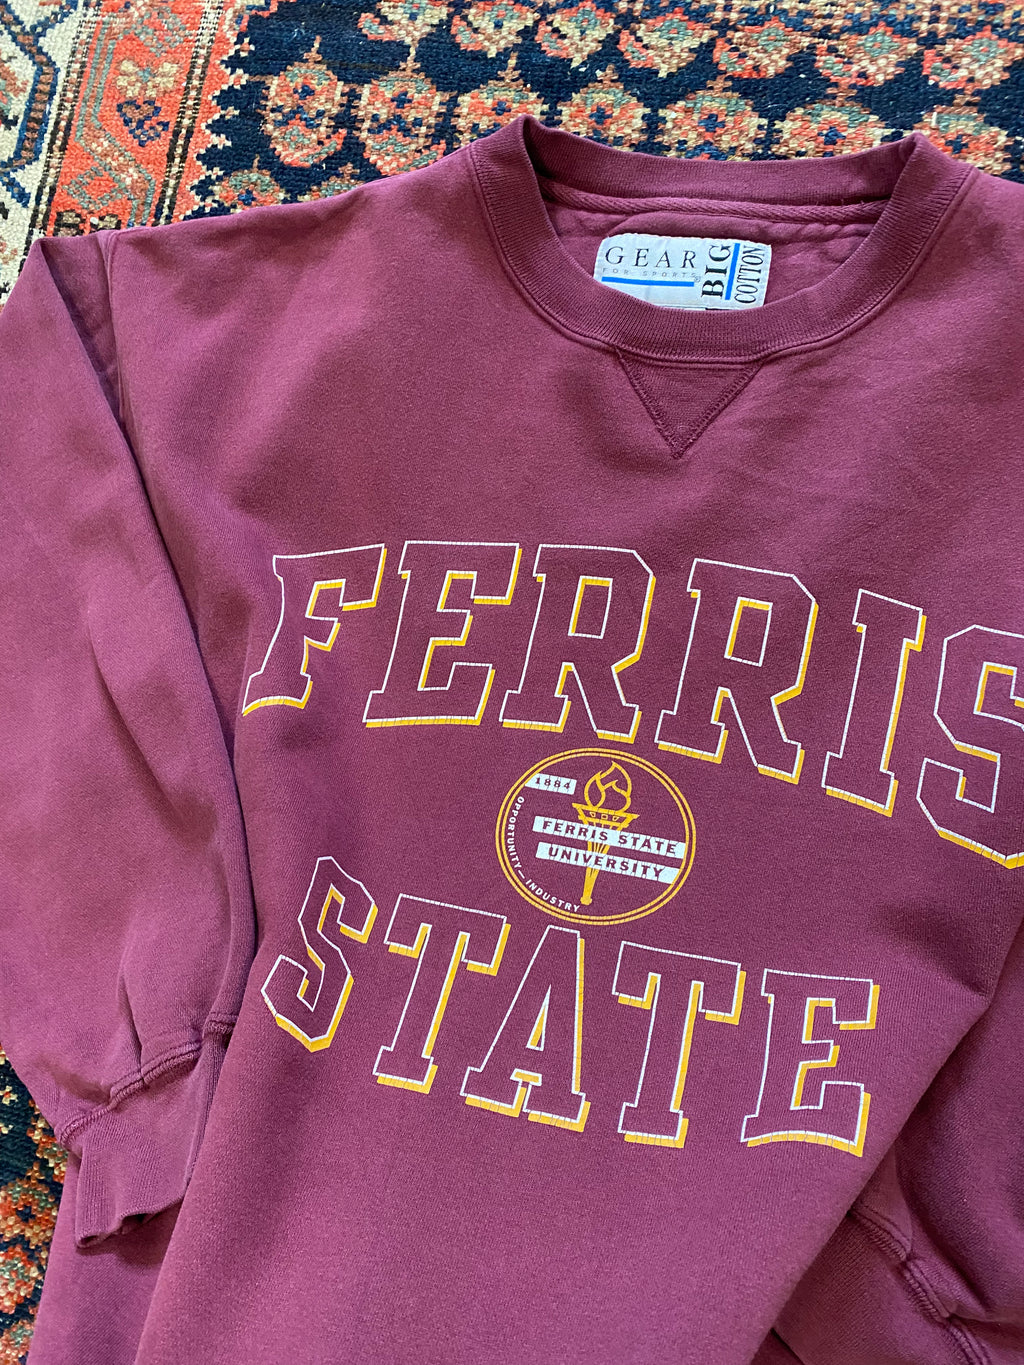 GEAR
FOR SPORTS®
BIG
COTTON
FERRIS
1884
FERRIS STATE
UNIVERSITY
OPPORTUNITY—INDUSTRY
STATE